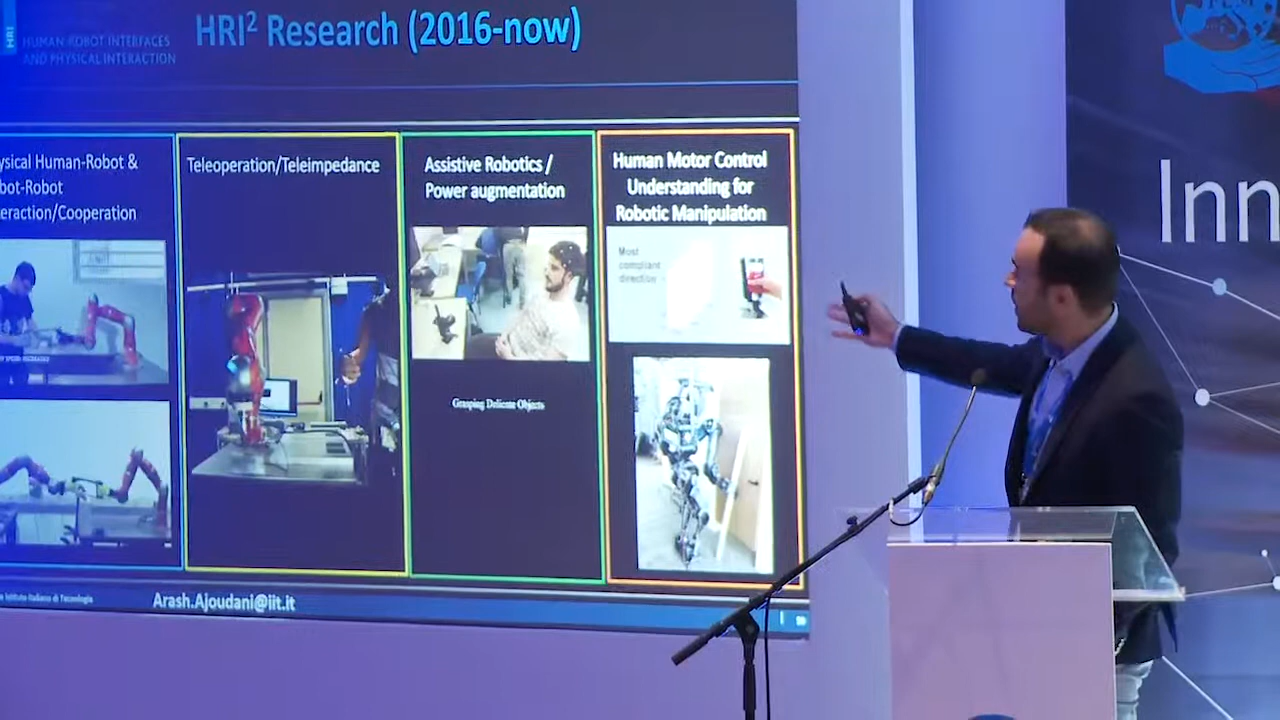 HRI
HUMAN-ROBOT INTERFACES
AND PHYSICAL INTERACTION
HRI² Research (2016-now)
ysical Human-Robot &
bot-Robot
eraction/Cooperation
Teleoperation/Teleimpedance
Assistive Robotics /
Power augmentation
Grasping Delicate Objects
Human Motor Control
Understanding for
Robotic Manipulation
Most
compliant
direction
Istituto Italiano di Tecnologia
Arash.Ajoudani@iit.it
Inn